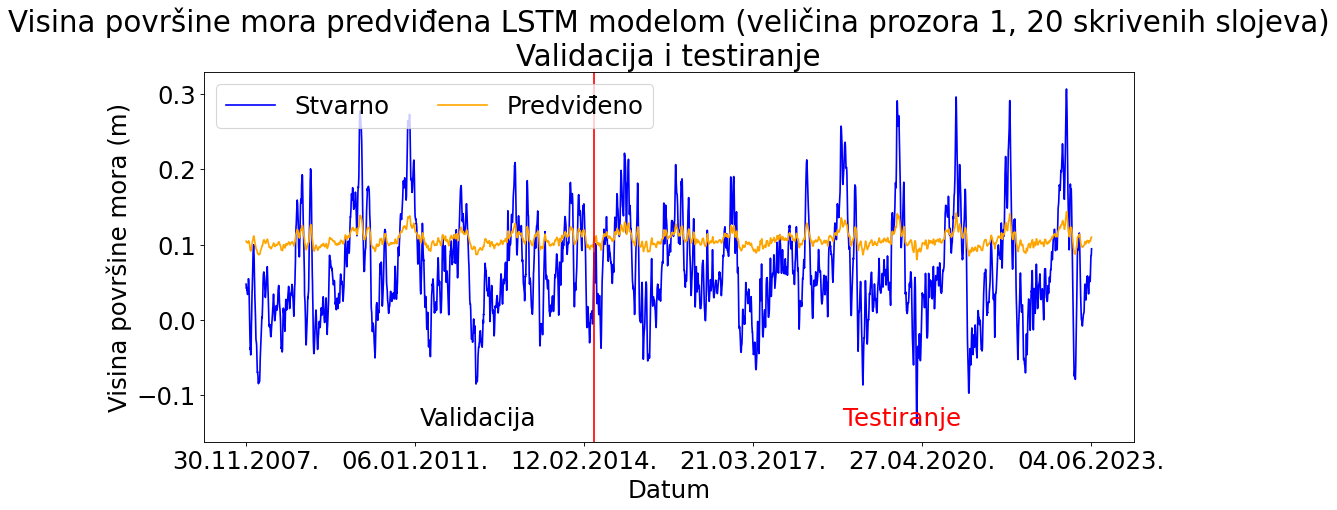 Visina površine mora predviđena LSTM modelom (veličina prozora 1, 20 skrivenih slojeva)
Validacija i testiranje
Stvarno
Predviđeno
Visina površine mora (m)
0.3
0.2
0.1
0.0
−0.1
Validacija
Testiranje
30.11.2007.
06.01.2011.
12.02.2014.
21.03.2017.
27.04.2020.
04.06.2023.
Datum